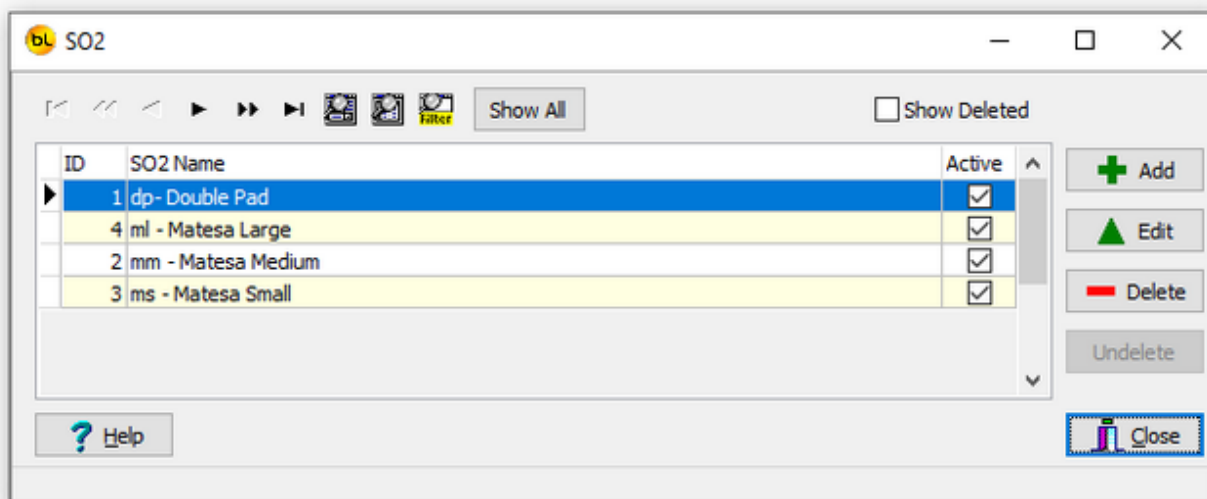 bL SO2
Filter Show All Show Deleted
ID SO2 Name Active
1 dp- Double Pad
4 ml - Matesa Large
2 mm - Matesa Medium
3 ms - Matesa Small
Add
Edit
Delete
Undelete
? Help
Close